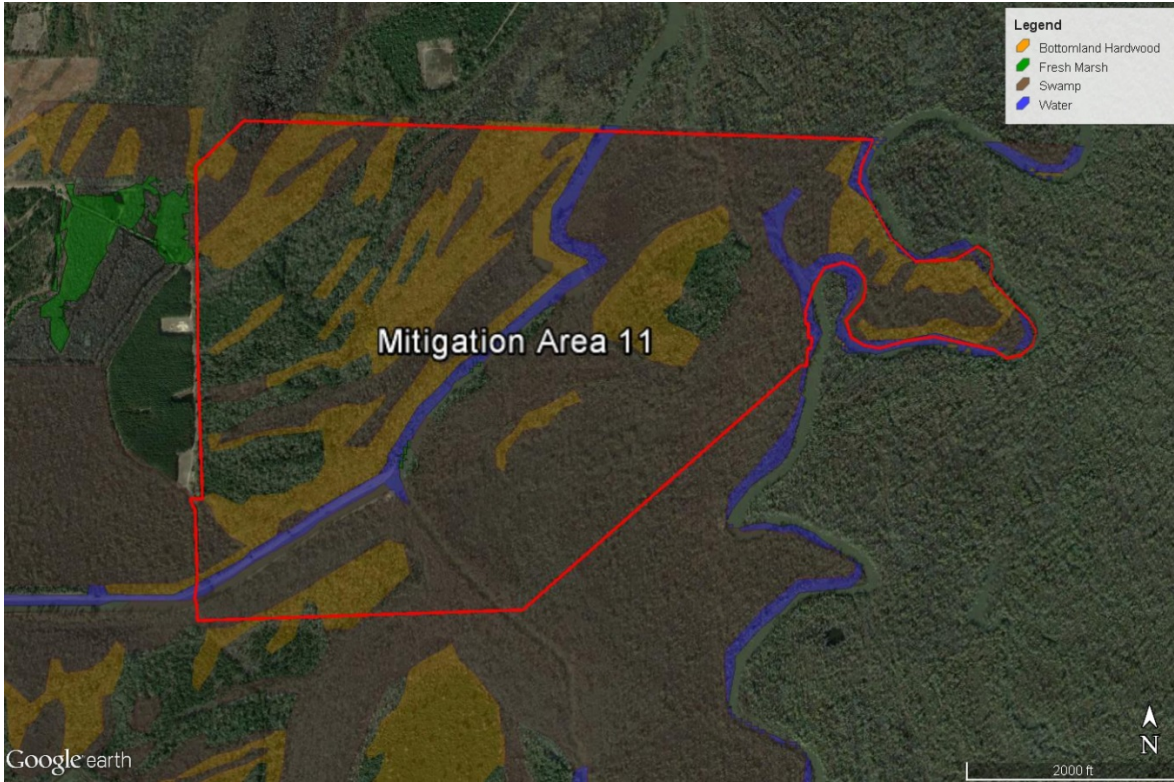 Legend
Bottomland Hardwood
Fresh Marsh
Swamp
Water
Mitigation Area 11
N
Google earth
2000 ft